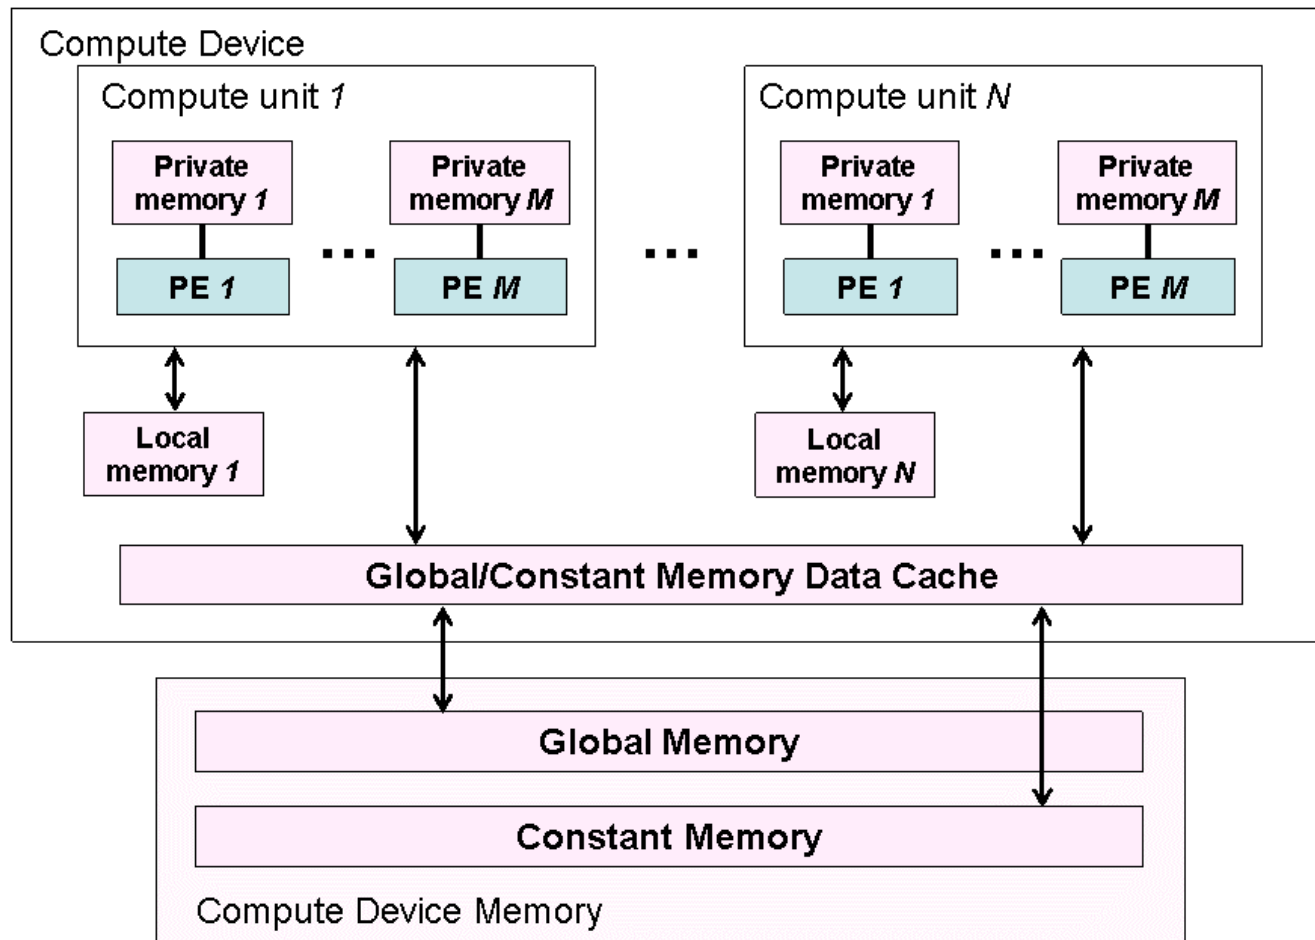 Compute Device
Compute unit 1
Compute unit N
Private
memory 1
Private
memory M
Private
memory 1
Private
memory M
...
...
...
PE 1
PE M
PE 1
PE M
Local
memory 1
Local
memory N
Global/Constant Memory Data Cache
Global Memory
Constant Memory
Compute Device Memory